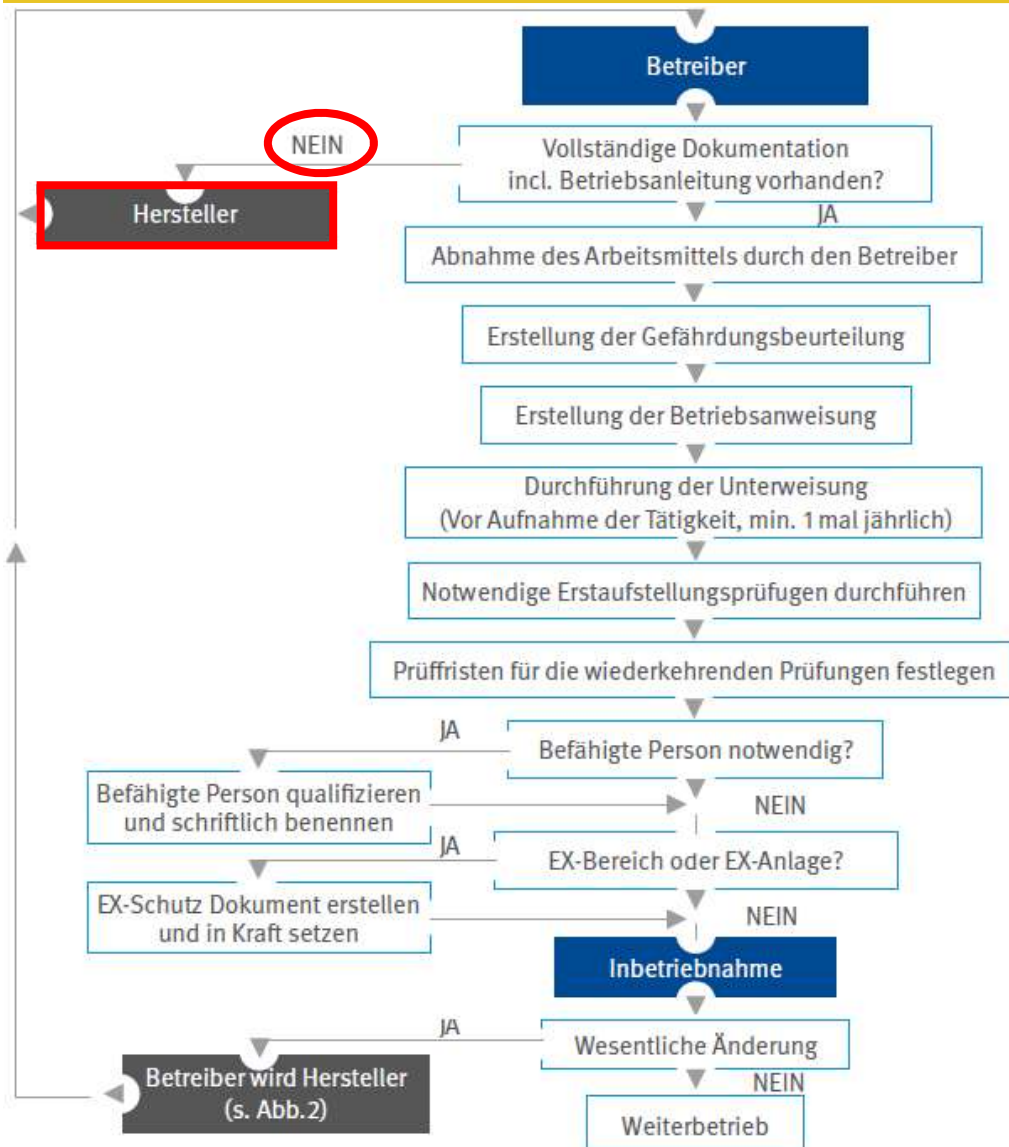 Betreiber
NEIN
Vollständige Dokumentation
incl. Betriebsanleitung vorhanden?
Hersteller
JA
Abnahme des Arbeitsmittels durch den Betreiber
Erstellung der Gefährdungsbeurteilung
Erstellung der Betriebsanweisung
Durchführung der Unterweisung
(Vor Aufnahme der Tätigkeit, min. 1 mal jährlich)
Notwendige Erstaufstellungsprüfugen durchführen
Prüffristen für die wiederkehrenden Prüfungen festlegen
JA
Befähigte Person notwendig?
Befähigte Person qualifizieren
und schriftlich benennen
NEIN
JA
EX-Bereich oder EX-Anlage?
EX-Schutz Dokument erstellen
und in Kraft setzen
NEIN
Inbetriebnahme
JA
Wesentliche Änderung
Betreiber wird Hersteller
(s. Abb.2)
NEIN
Weiterbetrieb